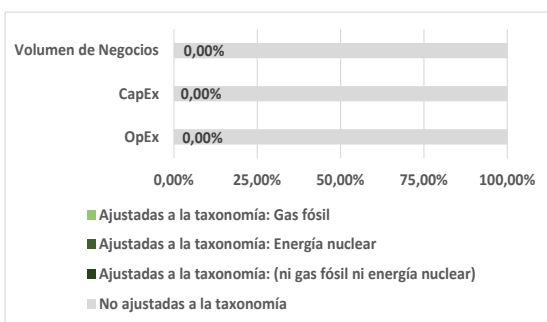 Volumen de Negocios 0,00%
CapEx 0,00%
OpEx 0,00%
0,00% 25,00% 50,00% 75,00% 100,00%
Ajustadas a la taxonomía: Gas fósil
Ajustadas a la taxonomía: Energía nuclear
Ajustadas a la taxonomía: (ni gas fósil ni energía nuclear)
No ajustadas a la taxonomía